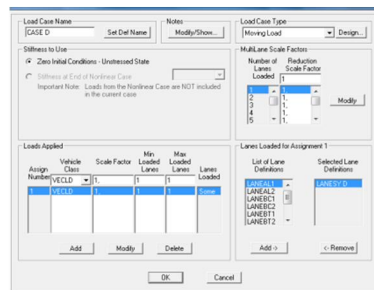 Load Case Name
CASE D
Set Def Name
Notes
Modify/Show...
Load Case Type
Moving Load
Design...
Stiffness to Use
Zero Initial Conditions - Unstressed State
Stiffness at End of Nonlinear Case
Important Note: Loads from the Nonlinear Case are NOT included in the current case
MultiLane Scale Factors
Number of Lanes Loaded
Reduction Scale Factor
1
1 1,
2 1,
3 1,
4 1,
5 1,
Modify
Loads Applied
Assign Number
Vehicle Class
Scale Factor
Min Loaded Lanes
Max Loaded Lanes
Lanes Loaded
VECLD 1, 1 1
1 VECLD 1, 1 1 Some
Add
Modify
Delete
Lanes Loaded for Assignment 1
List of Lane Definitions
Selected Lane Definitions
LANEAL1
LANEAL2
LANEBC1
LANEBC2
LANEBT1
LANEBT2
LANESY D
Add ->
<- Remove
OK
Cancel